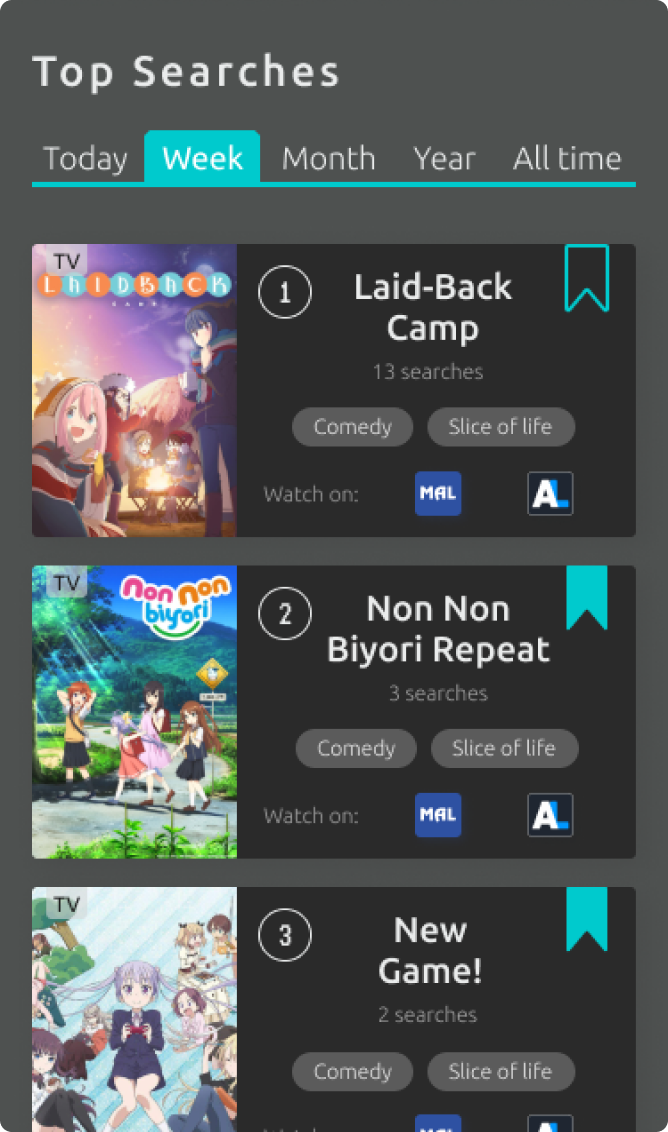 Top Searches
Today Week Month Year All time
TV
LAIDBACK
CAMP
1
Laid-Back
Camp
13 searches
Comedy Slice of life
Watch on: MAL AL
TV
non non
biyori
2
Non Non
Biyori Repeat
3 searches
Comedy Slice of life
Watch on: MAL AL
TV
3
New
Game!
2 searches
Comedy Slice of life